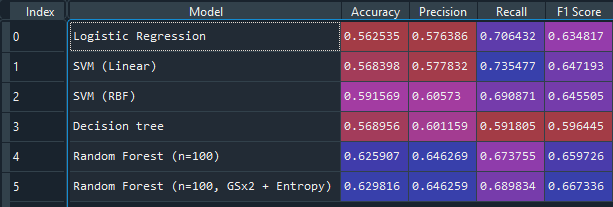 Index Model Accuracy Precision Recall F1 Score
0 Logistic Regression 0.562535 0.576386 0.706432 0.634817
1 SVM (Linear) 0.568398 0.577832 0.735477 0.647193
2 SVM (RBF) 0.591569 0.60573 0.690871 0.645505
3 Decision tree 0.568956 0.601159 0.591805 0.596445
4 Random Forest (n=100) 0.625907 0.646269 0.673755 0.659726
5 Random Forest (n=100, GSx2 + Entropy) 0.629816 0.646259 0.689834 0.667336